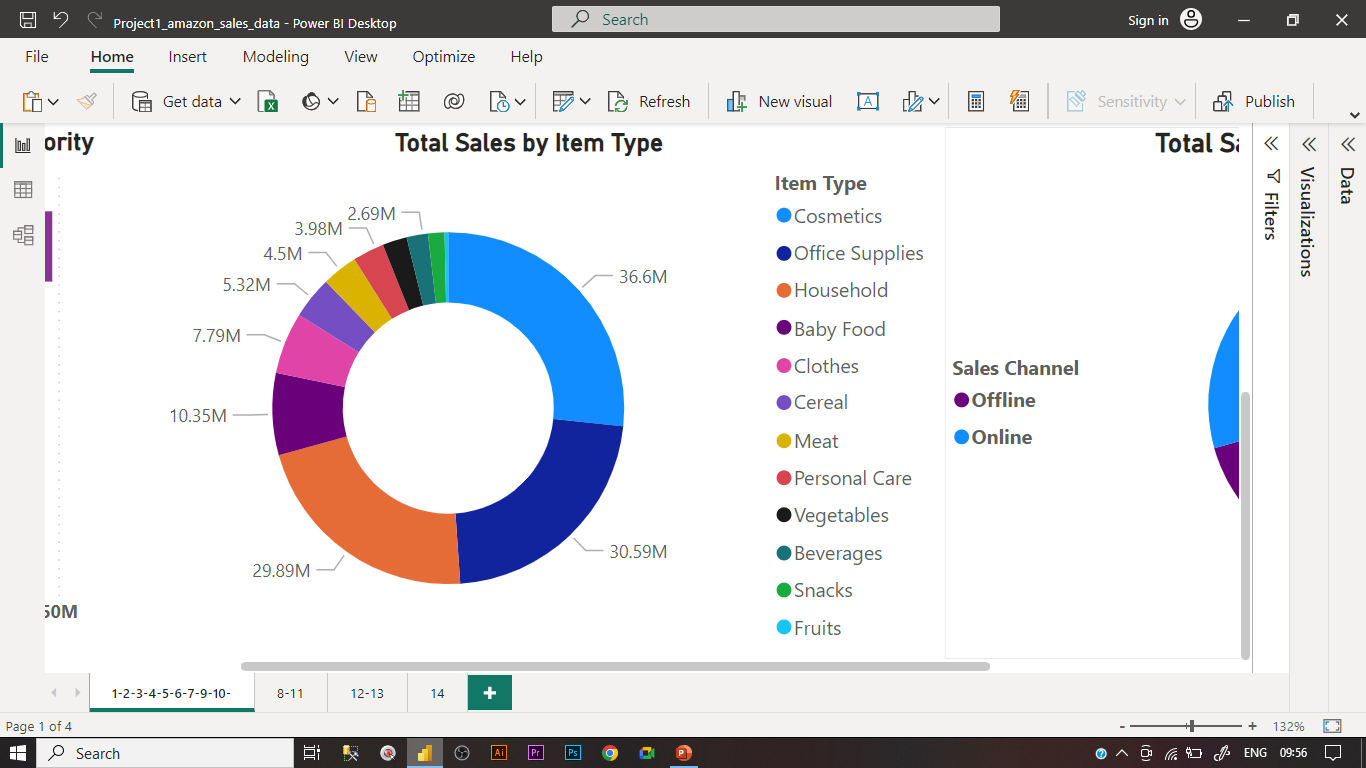 Project1_amazon_sales_data - Power BI Desktop
Search
Sign in
File Home Insert Modeling View Optimize Help
Get data
Refresh
New visual
Sensitivity
Publish
ority
Total Sales by Item Type
Item Type
Cosmetics
Office Supplies
Household
Baby Food
Clothes
Cereal
Meat
Personal Care
Vegetables
Beverages
Snacks
Fruits
2.69M
3.98M
4.5M
5.32M
7.79M
10.35M
29.89M
36.6M
30.59M
50M
Total Sa
Sales Channel
Offline
Online
Filters
Visualizations
Data
1-2-3-4-5-6-7-9-10-
8-11
12-13
14
+
Page 1 of 4
- + 132%
Search
Ai
Pr
Ps
P
ENG
09:56